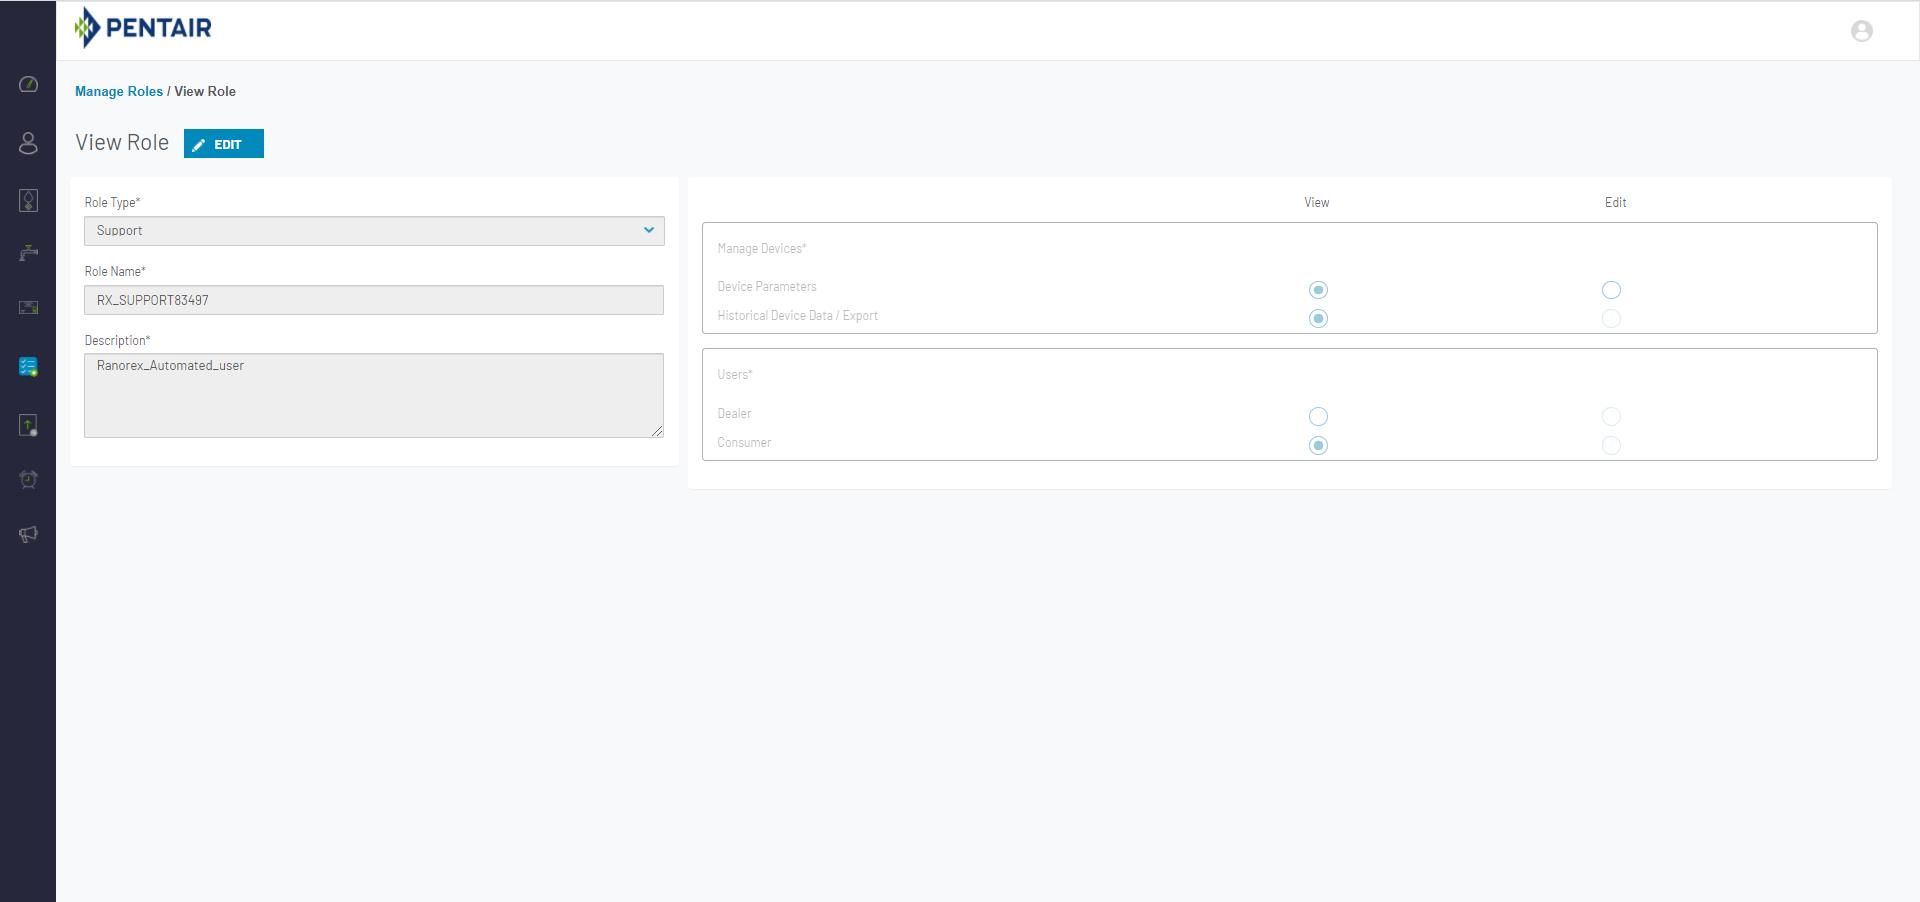 PENTAIR
Manage Roles / View Role
View Role
EDIT
Role Type*
Support
Role Name*
RX_SUPPORT83497
Description*
Ranorex_Automated_user
View Edit
Manage Devices*
Device Parameters
Historical Device Data / Export
Users*
Dealer
Consumer